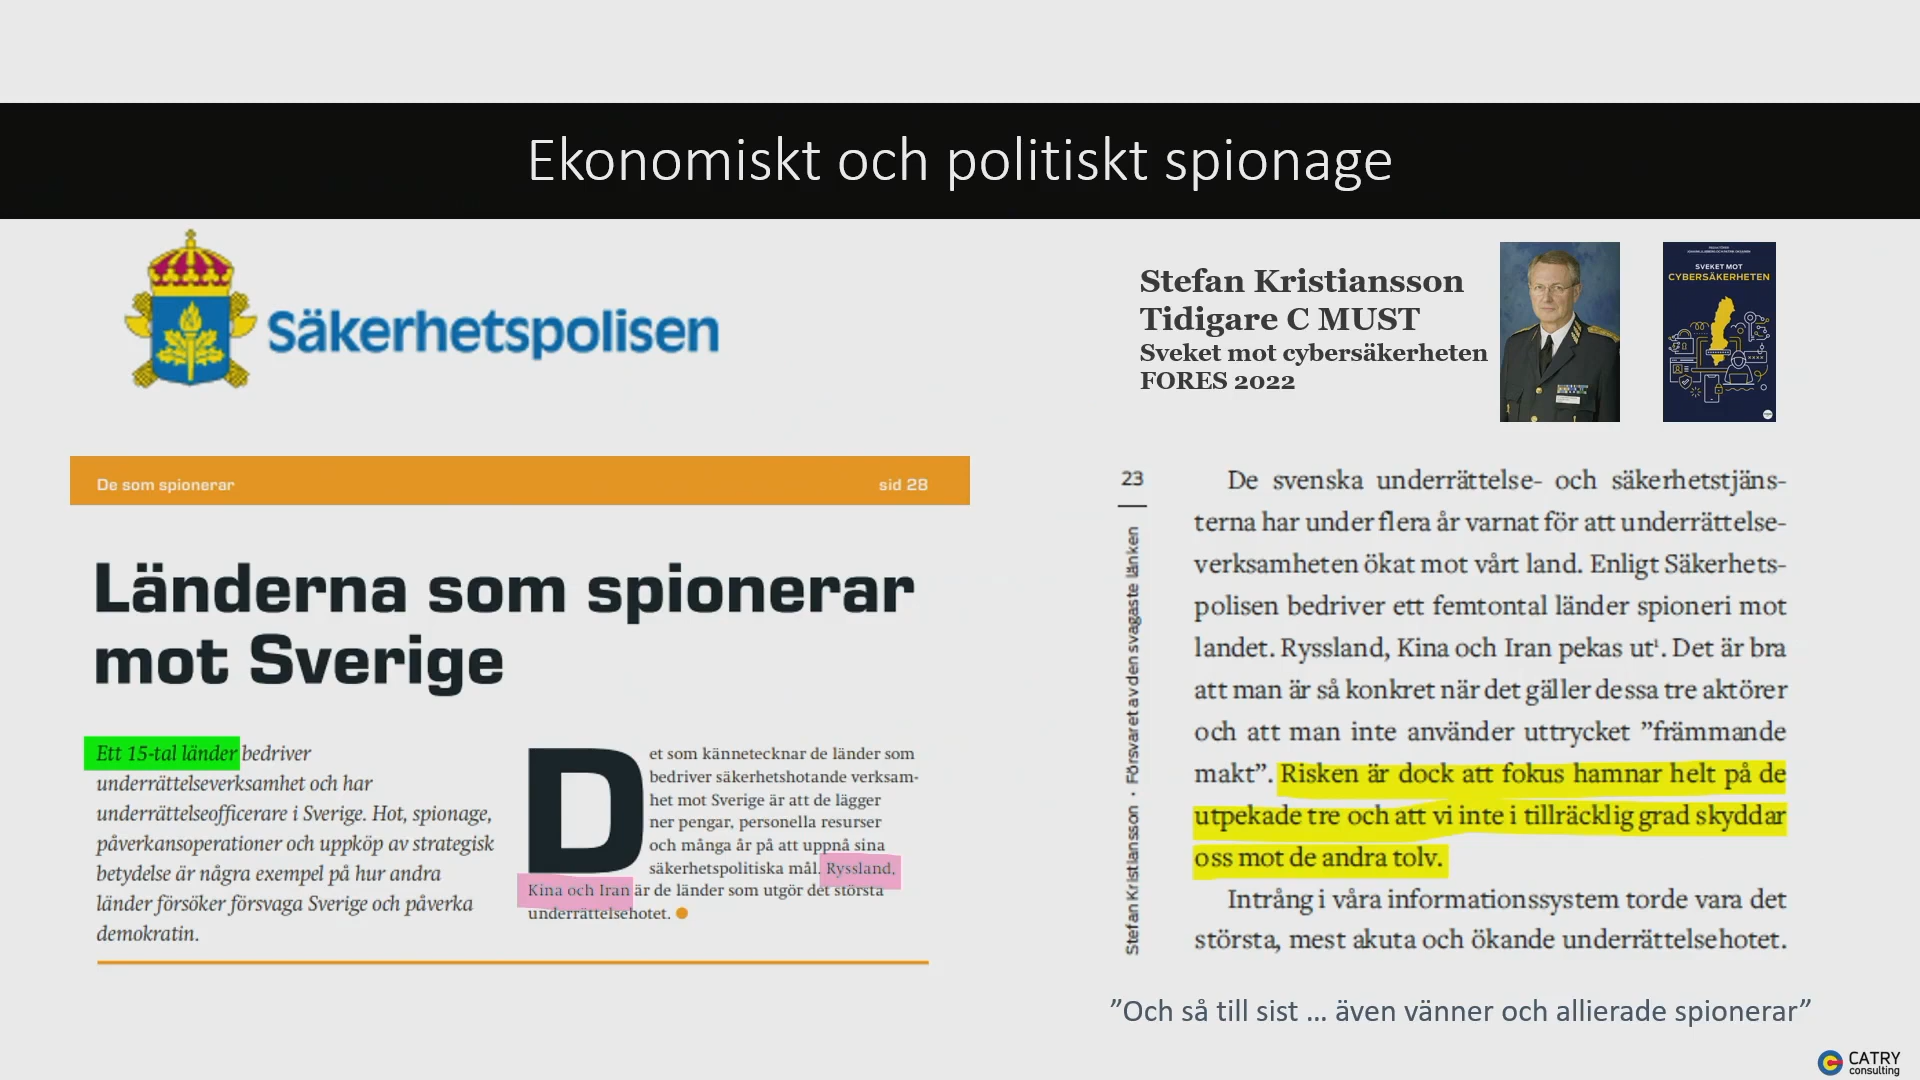 Ekonomiskt och politiskt spionage
Säkerhetspolisen
De som spionerar
sid 28
Länderna som spionerar
mot Sverige
Ett 15-tal länder bedriver
underrättelseverksamhet och har
underrättelseofficerare i Sverige. Hot, spionage,
påverkansoperationer och uppköp av strategisk
betydelse är några exempel på hur andra
länder försöker försvaga Sverige och påverka
demokratin.
Det som kännetecknar de länder som
bedriver säkerhetshotande verksam-
het mot Sverige är att de lägger
ner pengar, personella resurser
och många år på att uppnå sina
säkerhetspolitiska mål. Ryssland,
Kina och Iran är de länder som utgör det största
underrättelsehotet.
Stefan Kristiansson
Tidigare C MUST
Sveket mot cybersäkerheten
FORES 2022
SVEKET MOT
CYBERSÄKERHETEN
23
Stefan Kristiansson • Försvaret av den svagaste länken
De svenska underrättelse- och säkerhetstjäns-
terna har under flera år varnat för att underrättelse-
verksamheten ökat mot vårt land. Enligt Säkerhets-
polisen bedriver ett femtontal länder spioneri mot
landet. Ryssland, Kina och Iran pekas ut¹. Det är bra
att man är så konkret när det gäller dessa tre aktörer
och att man inte använder uttrycket ”främmande
makt”. Risken är dock att fokus hamnar helt på de
utpekade tre och att vi inte i tillräcklig grad skyddar
oss mot de andra tolv.
Intrång i våra informationssystem torde vara det
största, mest akuta och ökande underrättelsehotet.
”Och så till sist ... även vänner och allierade spionerar”
CATRY
consulting